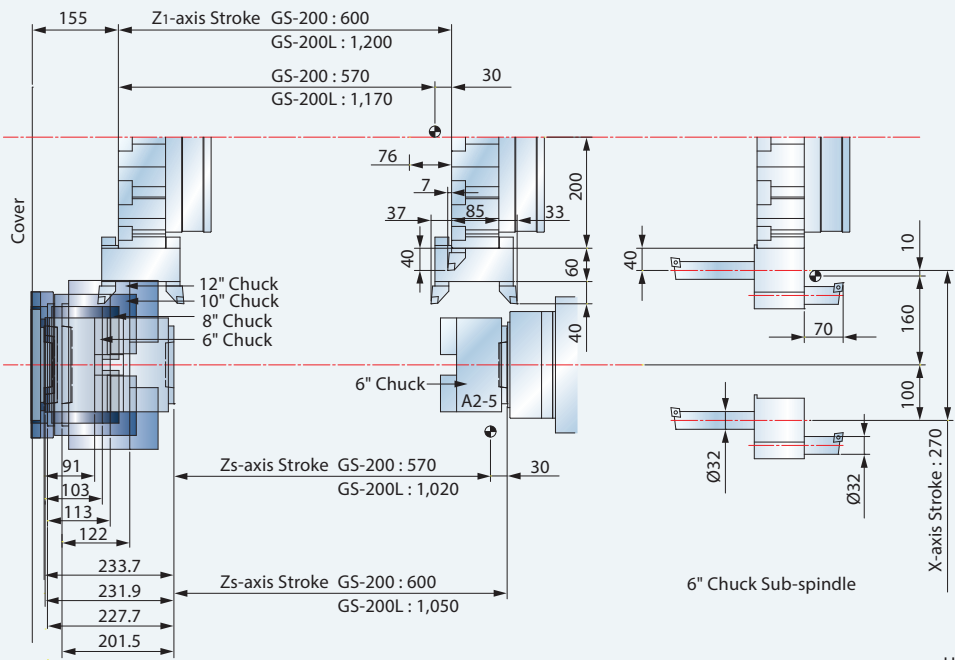 155
Z1-axis Stroke GS-200 : 600
GS-200L : 1,200
GS-200 : 570
GS-200L : 1,170
30
76
7
37
85
33
200
40
60
40
10
40
160
70
100
Cover
12" Chuck
10" Chuck
8" Chuck
6" Chuck
6" Chuck
A2-5
Ø32
Ø32
X-axis Stroke : 270
91
103
113
122
Zs-axis Stroke GS-200 : 570
GS-200L : 1,020
30
233.7
231.9
227.7
201.5
Zs-axis Stroke GS-200 : 600
GS-200L : 1,050
6" Chuck Sub-spindle